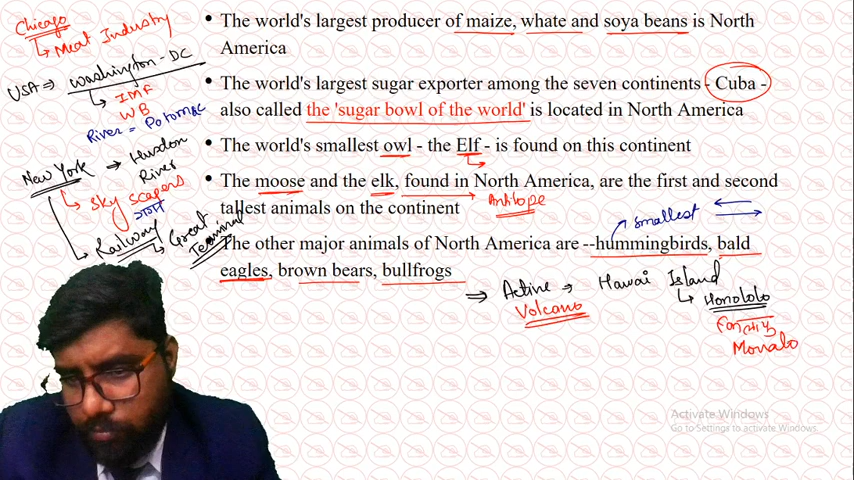 Chicago
↳ Meat Industry
USA ⇒ Washington - DC
↳ IMF
WB
River = Potomac
New York → Husdon
River
↳ Sky scapers
↳ Railway
↳ Great
Terminal
• The world's largest producer of maize, whate and soya beans is North
America
• The world's largest sugar exporter among the seven continents - Cuba -
also called the 'sugar bowl of the world' is located in North America
• The world's smallest owl - the Elf - is found on this continent
• The moose and the elk, found in North America, are the first and second
tallest animals on the continent
Antilope
smallest
• The other major animals of North America are --hummingbirds, bald
eagles, brown bears, bullfrogs
⇒ Active → Hawai Island
Volcano
↳ Honololo
Activate Windows
Go to Settings to activate Windows.